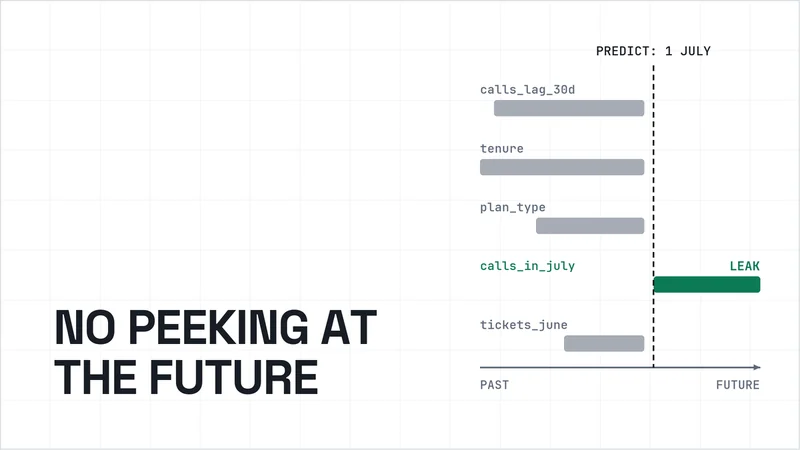 PREDICT: 1 JULY
calls_lag_30d
tenure
plan_type
calls_in_july
LEAK
tickets_june
PAST
FUTURE
NO PEEKING AT
THE FUTURE